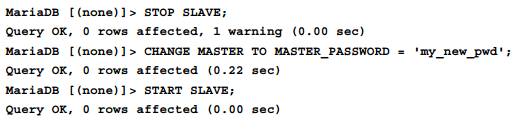 MariaDB [(none)]> STOP SLAVE;
Query OK, 0 rows affected, 1 warning (0.00 sec)
MariaDB [(none)]> CHANGE MASTER TO MASTER_PASSWORD = 'my_new_pwd';
Query OK, 0 rows affected (0.22 sec)
MariaDB [(none)]> START SLAVE;
Query OK, 0 rows affected (0.00 sec)